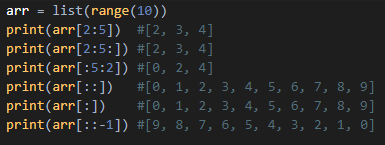 arr = list(range(10))
print(arr[2:5])  #[2, 3, 4]
print(arr[2:5:]) #[2, 3, 4]
print(arr[:5:2]) #[0, 2, 4]
print(arr[::])   #[0, 1, 2, 3, 4, 5, 6, 7, 8, 9]
print(arr[:])    #[0, 1, 2, 3, 4, 5, 6, 7, 8, 9]
print(arr[::-1]) #[9, 8, 7, 6, 5, 4, 3, 2, 1, 0]